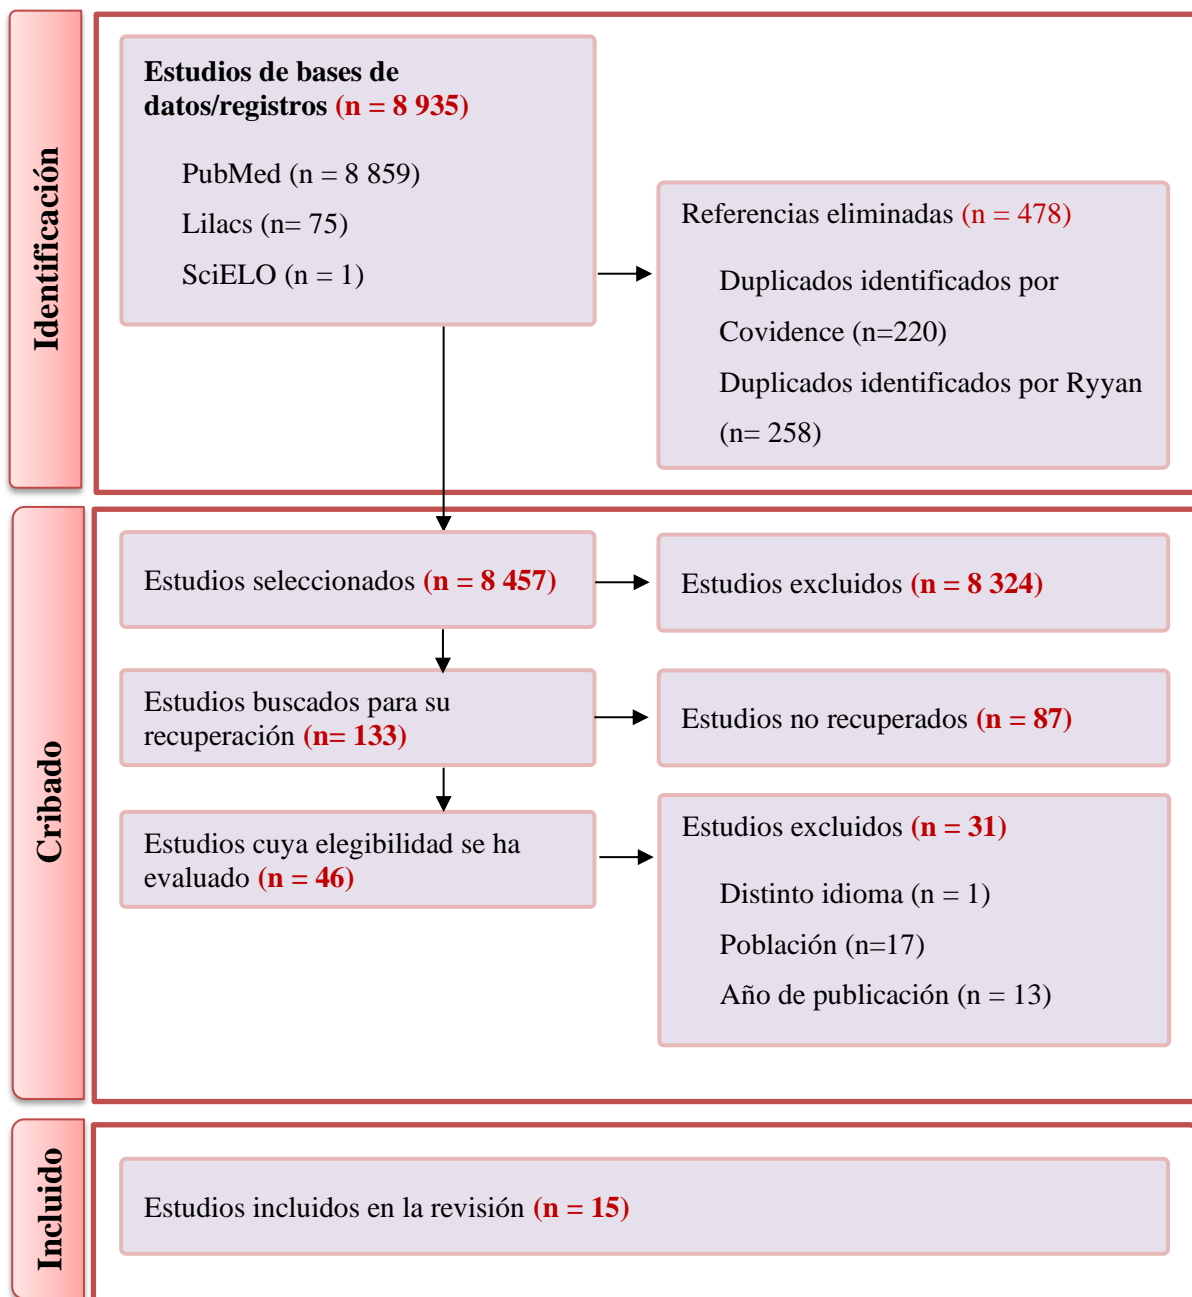 Identificación
Estudios de bases de
datos/registros (n = 8 935)
PubMed (n = 8 859)
Lilacs (n= 75)
SciELO (n = 1)
Referencias eliminadas (n = 478)
Duplicados identificados por
Covidence (n=220)
Duplicados identificados por Ryyan
(n= 258)
Cribado
Estudios seleccionados (n = 8 457)
Estudios excluidos (n = 8 324)
Estudios buscados para su
recuperación (n= 133)
Estudios no recuperados (n = 87)
Estudios cuya elegibilidad se ha
evaluado (n = 46)
Estudios excluidos (n = 31)
Distinto idioma (n = 1)
Población (n=17)
Año de publicación (n = 13)
Incluido
Estudios incluidos en la revisión (n = 15)